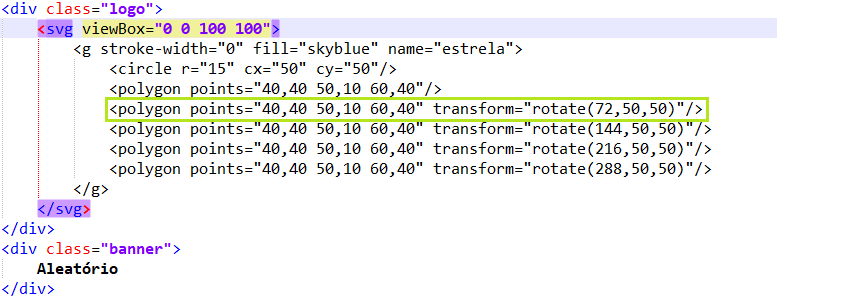 <div class="logo">
<svg viewBox="0 0 100 100">
<g stroke-width="0" fill="skyblue" name="estrela">
<circle r="15" cx="50" cy="50"/>
<polygon points="40,40 50,10 60,40"/>
<polygon points="40,40 50,10 60,40" transform="rotate(72,50,50)"/>
<polygon points="40,40 50,10 60,40" transform="rotate(144,50,50)"/>
<polygon points="40,40 50,10 60,40" transform="rotate(216,50,50)"/>
<polygon points="40,40 50,10 60,40" transform="rotate(288,50,50)"/>
</g>
</svg>
</div>
<div class="banner">
Aleatório
</div>